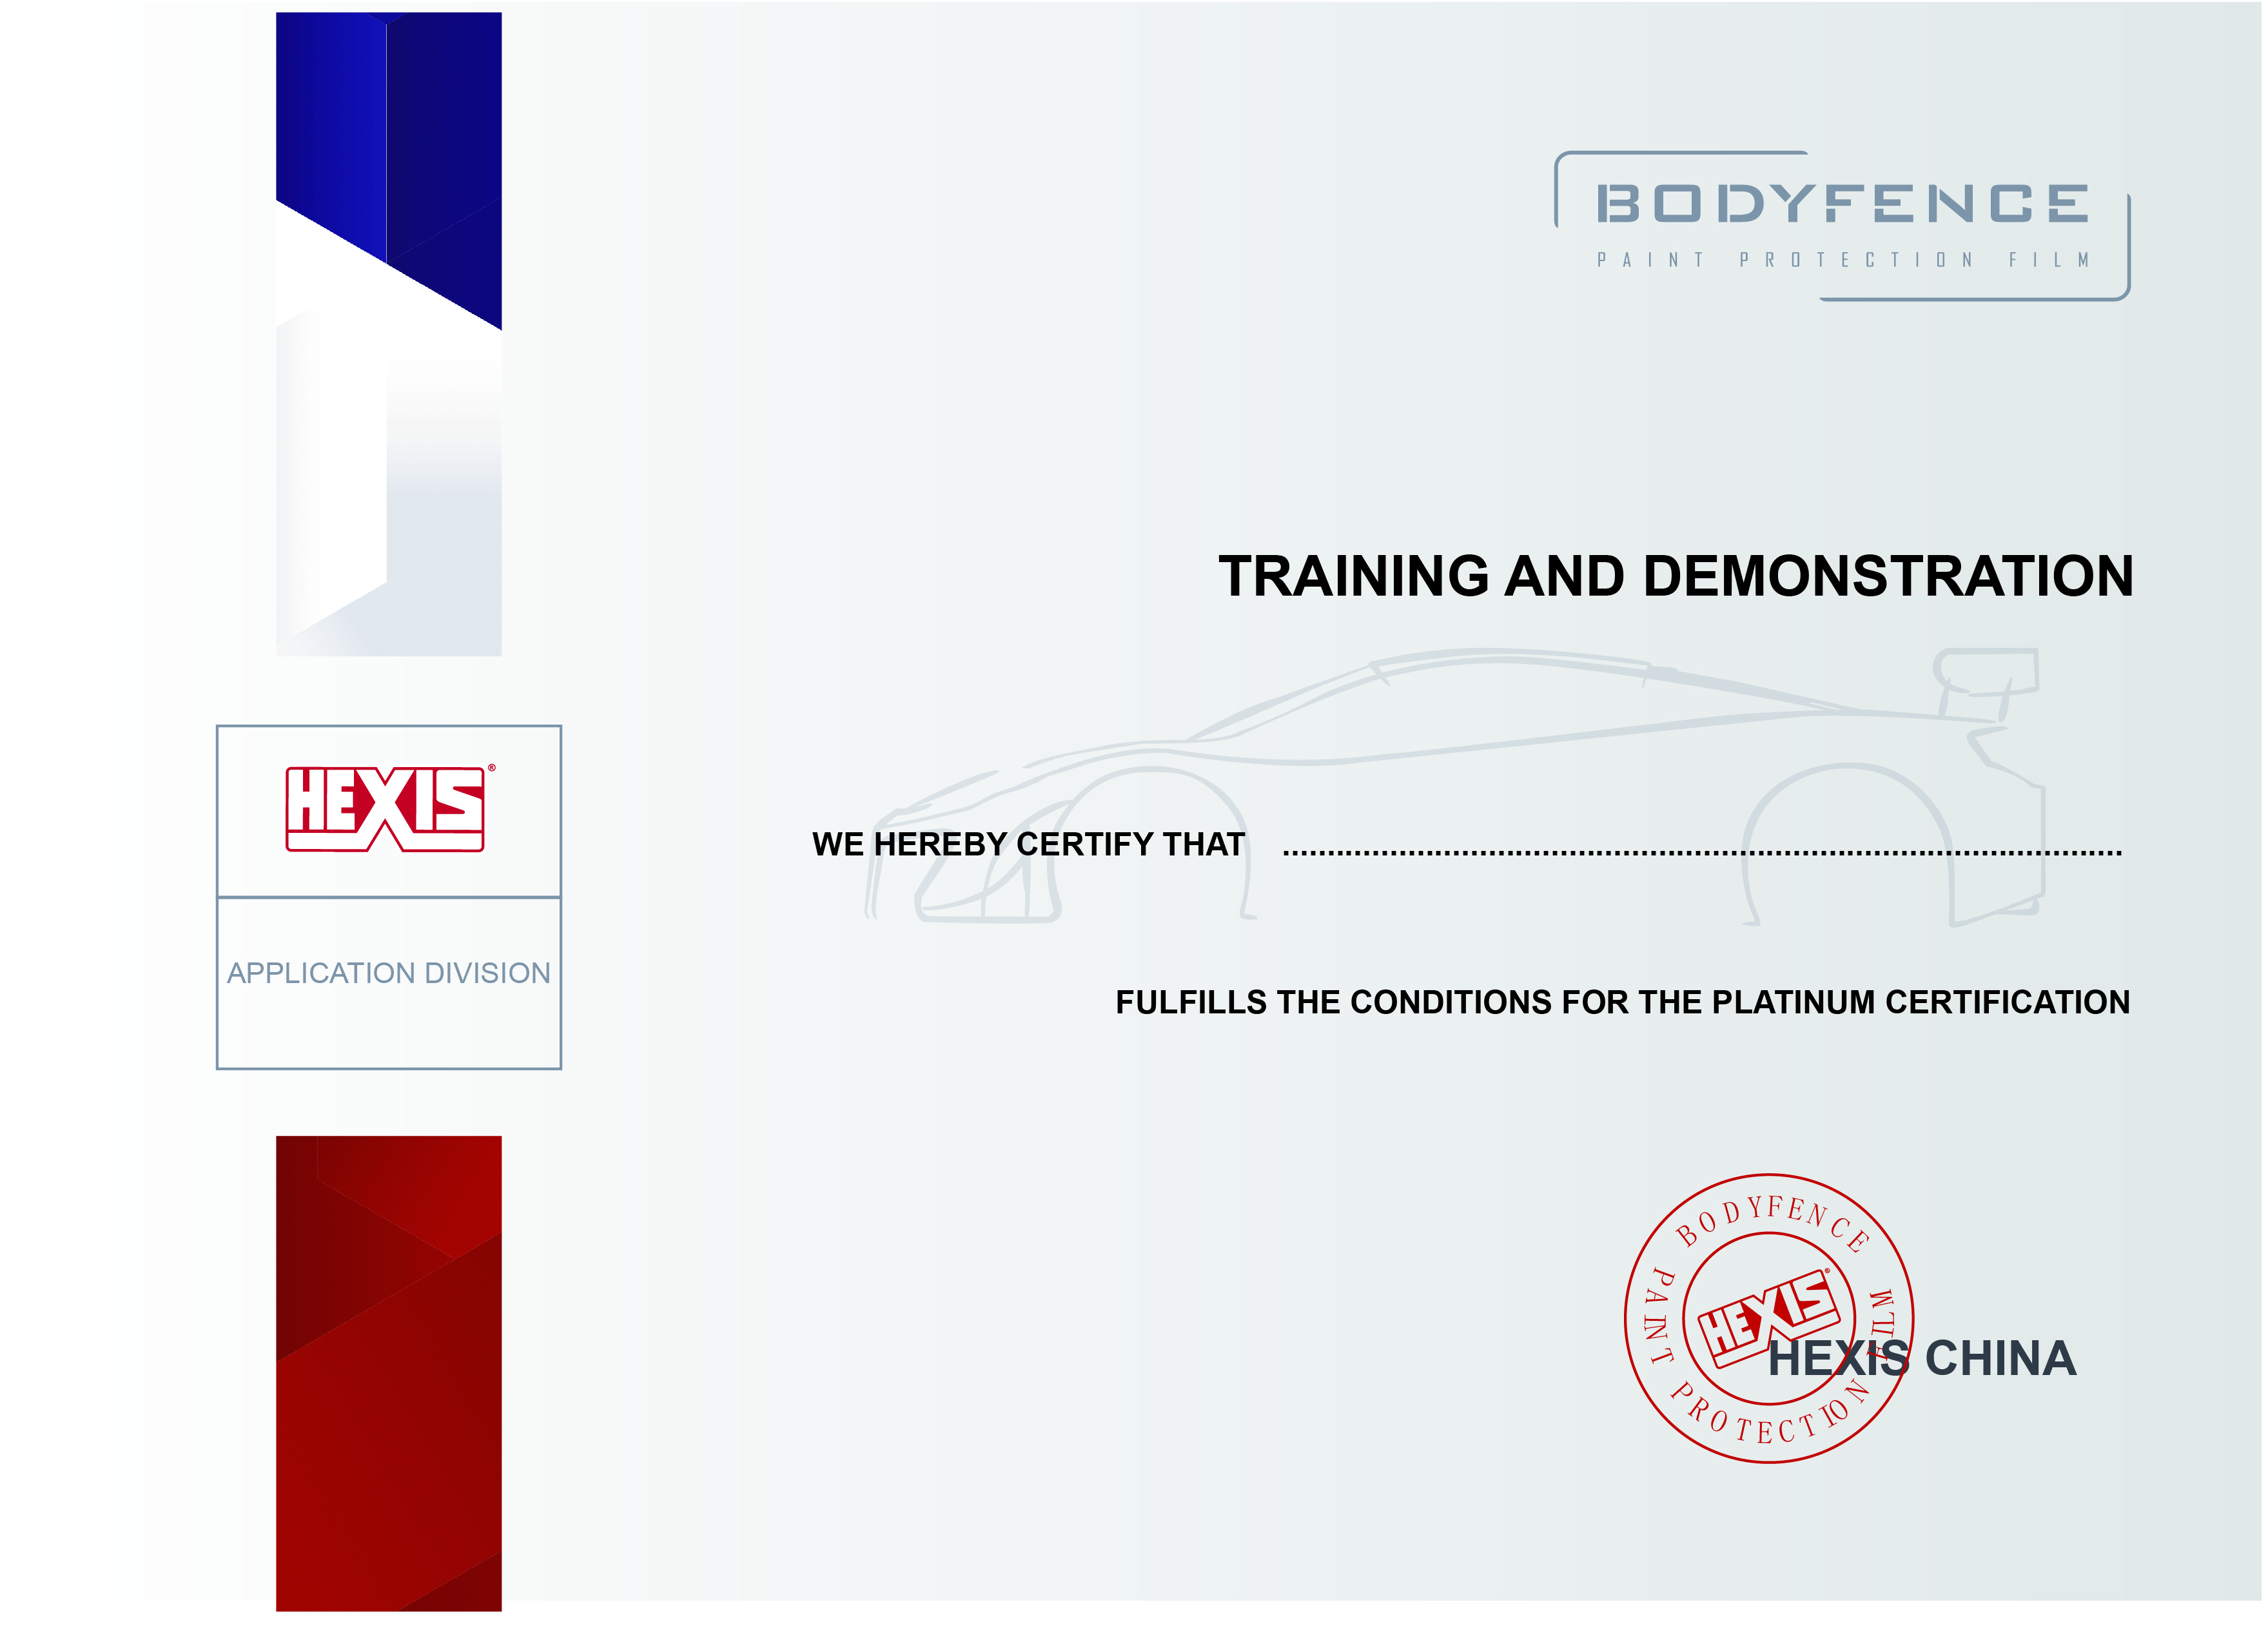 BODYFENCE
PAINT PROTECTION FILM
TRAINING AND DEMONSTRATION
HEXIS®
APPLICATION DIVISION
WE HEREBY CERTIFY THAT ................................................................................................
FULFILLS THE CONDITIONS FOR THE PLATINUM CERTIFICATION
BODYFENCE
PAINT PROTECTION FILM
HEXIS®
HEXIS CHINA